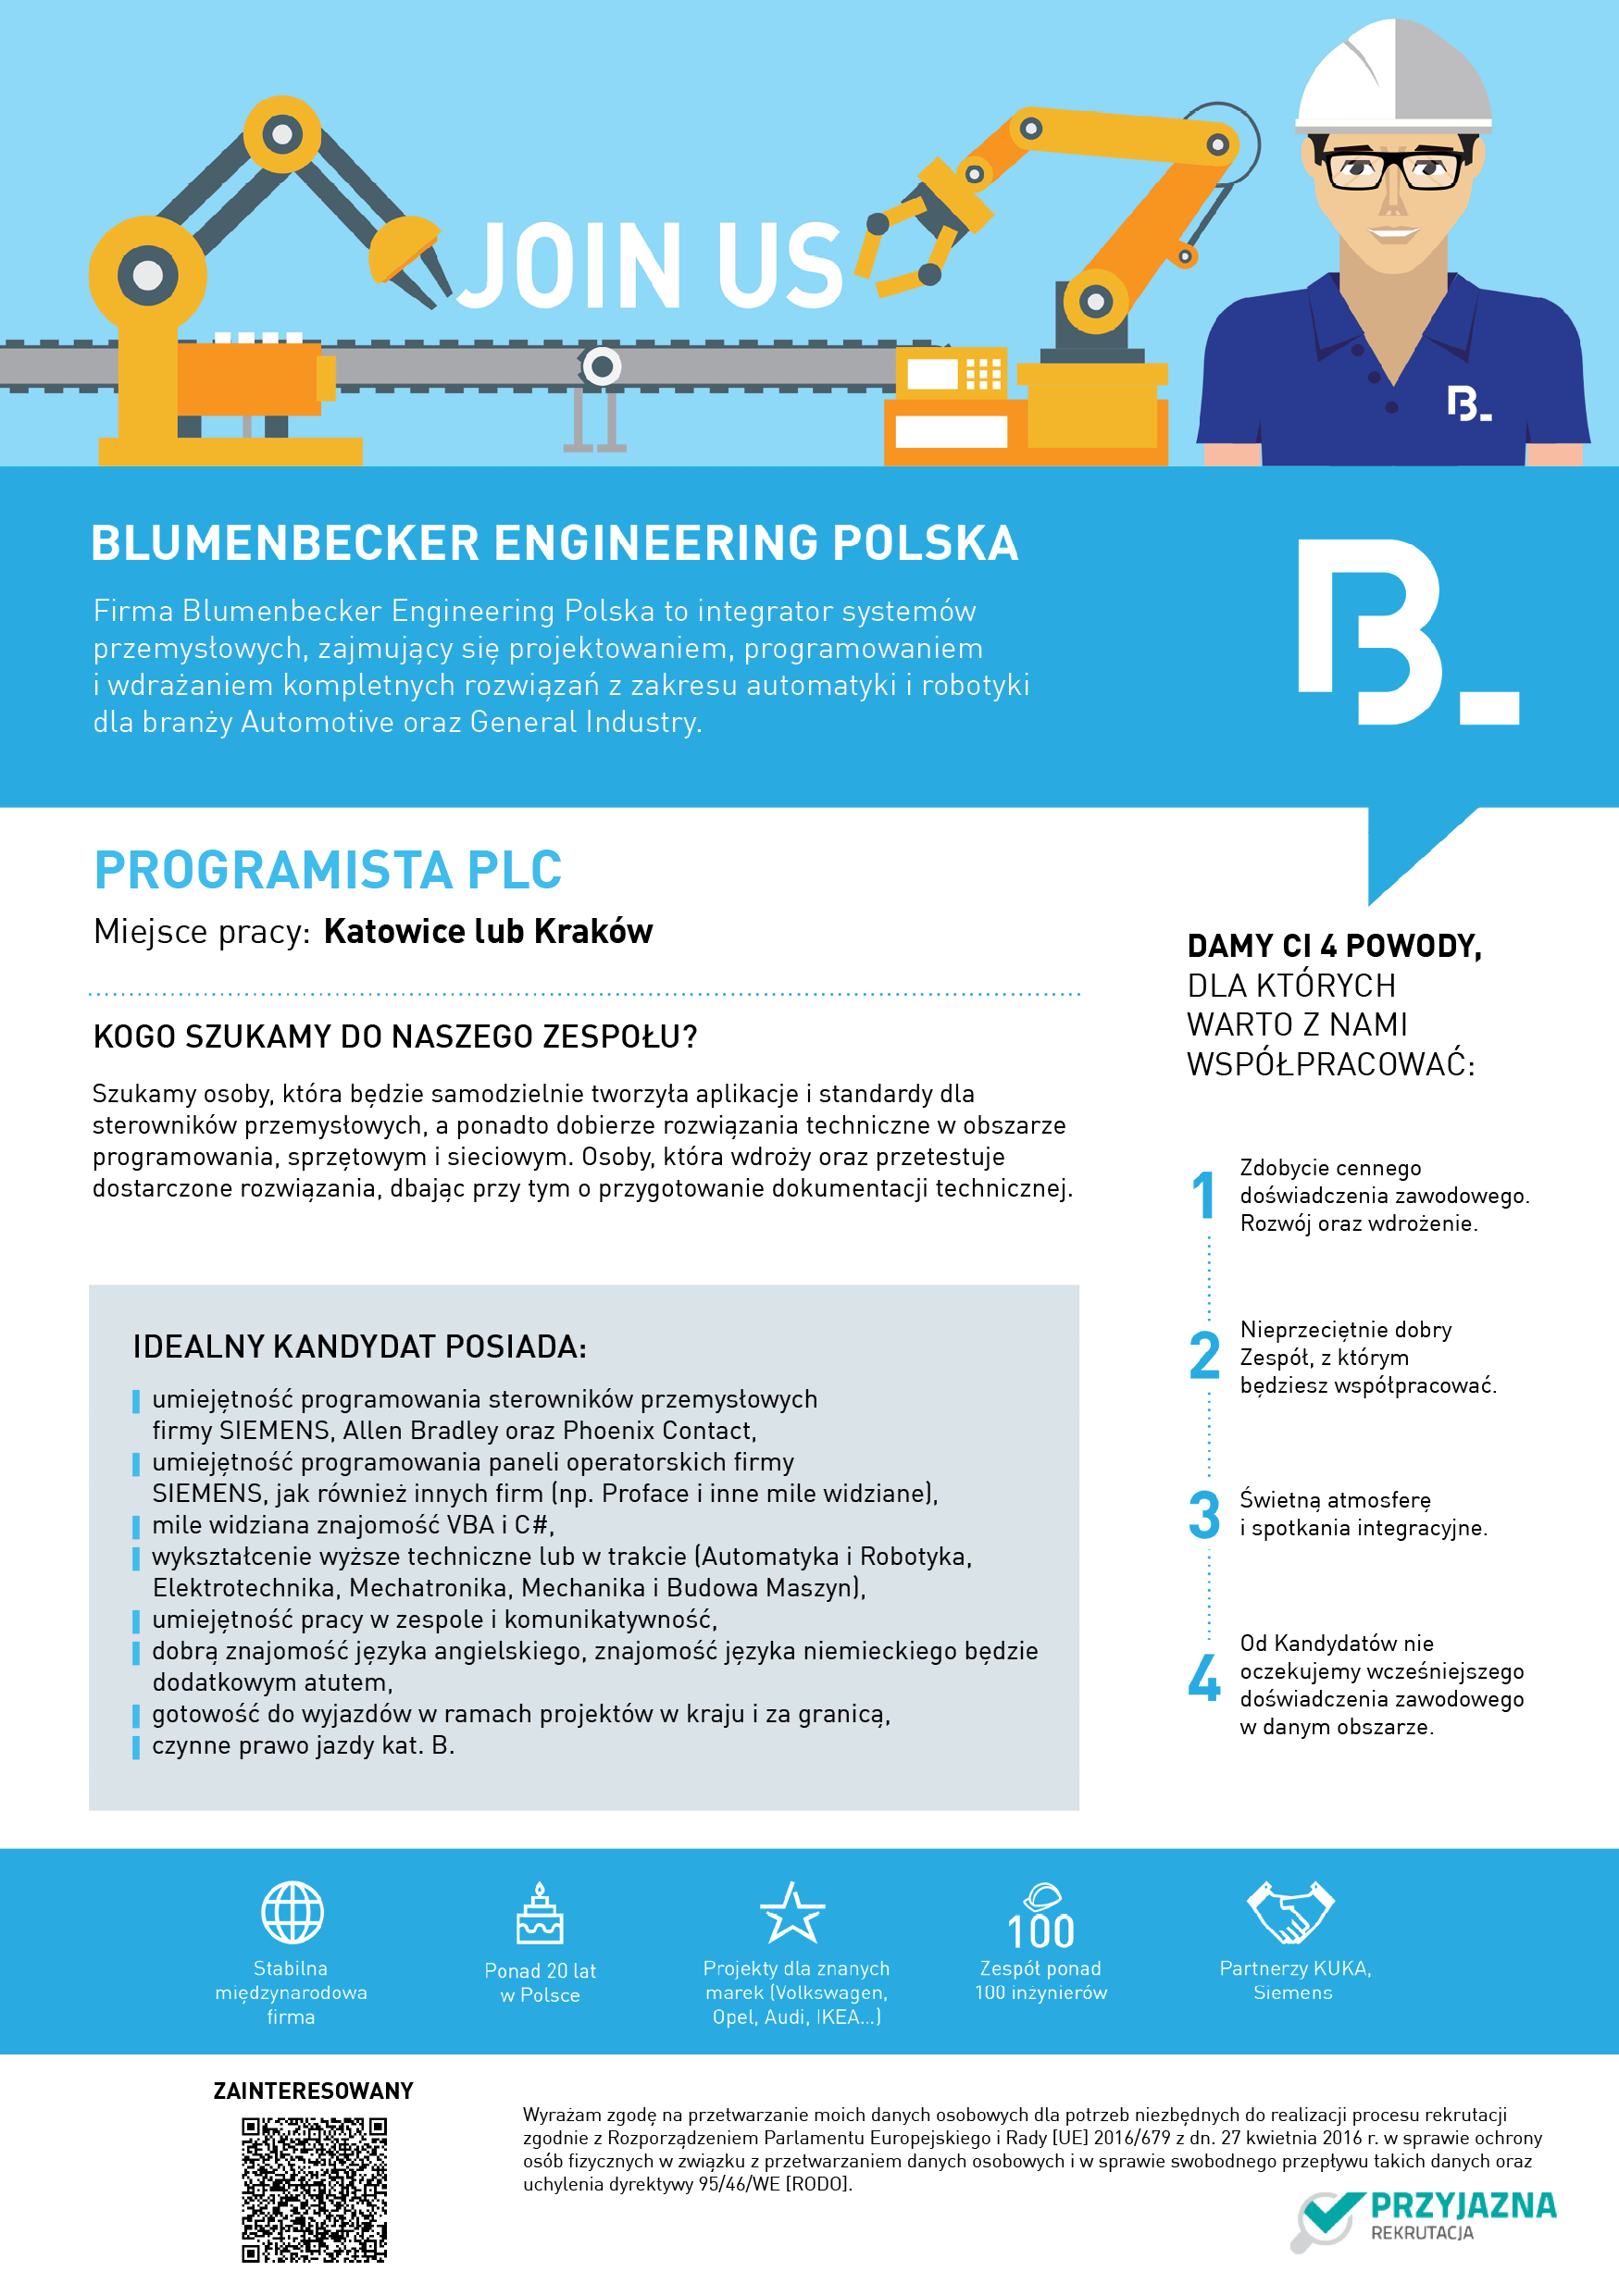 JOIN US
B_
BLUMENBECKER ENGINEERING POLSKA
Firma Blumenbecker Engineering Polska to integrator systemów
przemysłowych, zajmujący się projektowaniem, programowaniem
i wdrażaniem kompletnych rozwiązań z zakresu automatyki i robotyki
dla branży Automotive oraz General Industry.
B_
PROGRAMISTA PLC
Miejsce pracy: Katowice lub Kraków
KOGO SZUKAMY DO NASZEGO ZESPOŁU?
Szukamy osoby, która będzie samodzielnie tworzyła aplikacje i standardy dla
sterowników przemysłowych, a ponadto dobierze rozwiązania techniczne w obszarze
programowania, sprzętowym i sieciowym. Osoby, która wdroży oraz przetestuje
dostarczone rozwiązania, dbając przy tym o przygotowanie dokumentacji technicznej.
IDEALNY KANDYDAT POSIADA:
umiejętność programowania sterowników przemysłowych
firmy SIEMENS, Allen Bradley oraz Phoenix Contact,
umiejętność programowania paneli operatorskich firmy
SIEMENS, jak również innych firm (np. Proface i inne mile widziane),
mile widziana znajomość VBA i C#,
wykształcenie wyższe techniczne lub w trakcie (Automatyka i Robotyka,
Elektrotechnika, Mechatronika, Mechanika i Budowa Maszyn),
umiejętność pracy w zespole i komunikatywność,
dobrą znajomość języka angielskiego, znajomość języka niemieckiego będzie
dodatkowym atutem,
gotowość do wyjazdów w ramach projektów w kraju i za granicą,
czynne prawo jazdy kat. B.
DAMY CI 4 POWODY,
DLA KTÓRYCH
WARTO Z NAMI
WSPÓŁPRACOWAĆ:
1
Zdobycie cennego
doświadczenia zawodowego.
Rozwój oraz wdrożenie.
2
Nieprzeciętnie dobry
Zespół, z którym
będziesz współpracować.
3
Świetną atmosferę
i spotkania integracyjne.
4
Od Kandydatów nie
oczekujemy wcześniejszego
doświadczenia zawodowego
w danym obszarze.
Stabilna
międzynarodowa
firma
Ponad 20 lat
w Polsce
Projekty dla znanych
marek (Volkswagen,
Opel, Audi, IKEA...)
100
Zespół ponad
100 inżynierów
Partnerzy KUKA,
Siemens
ZAINTERESOWANY
Wyrażam zgodę na przetwarzanie moich danych osobowych dla potrzeb niezbędnych do realizacji procesu rekrutacji
zgodnie z Rozporządzeniem Parlamentu Europejskiego i Rady [UE] 2016/679 z dn. 27 kwietnia 2016 r. w sprawie ochrony
osób fizycznych w związku z przetwarzaniem danych osobowych i w sprawie swobodnego przepływu takich danych oraz
uchylenia dyrektywy 95/46/WE [RODO].
PRZYJAZNA
REKRUTACJA